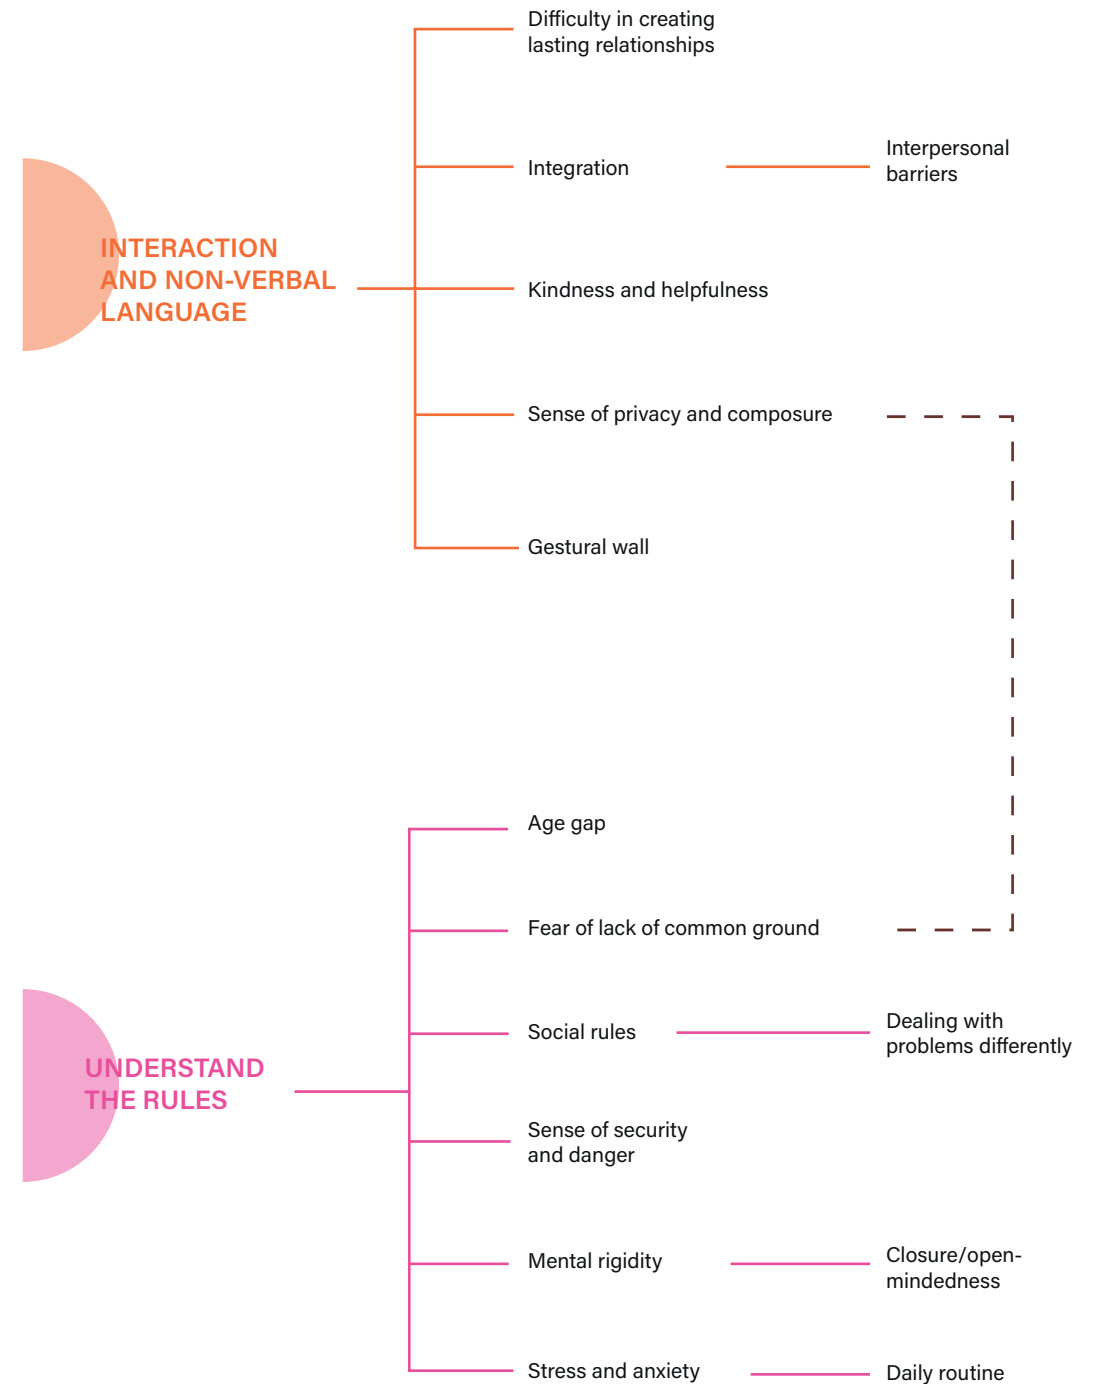 Difficulty in creating
lasting relationships
Integration
Interpersonal
barriers
INTERACTION
AND NON-VERBAL
LANGUAGE
Kindness and helpfulness
Sense of privacy and composure
Gestural wall
Age gap
Fear of lack of common ground
Social rules
Dealing with
problems differently
UNDERSTAND
THE RULES
Sense of security
and danger
Mental rigidity
Closure/open-
mindedness
Stress and anxiety
Daily routine